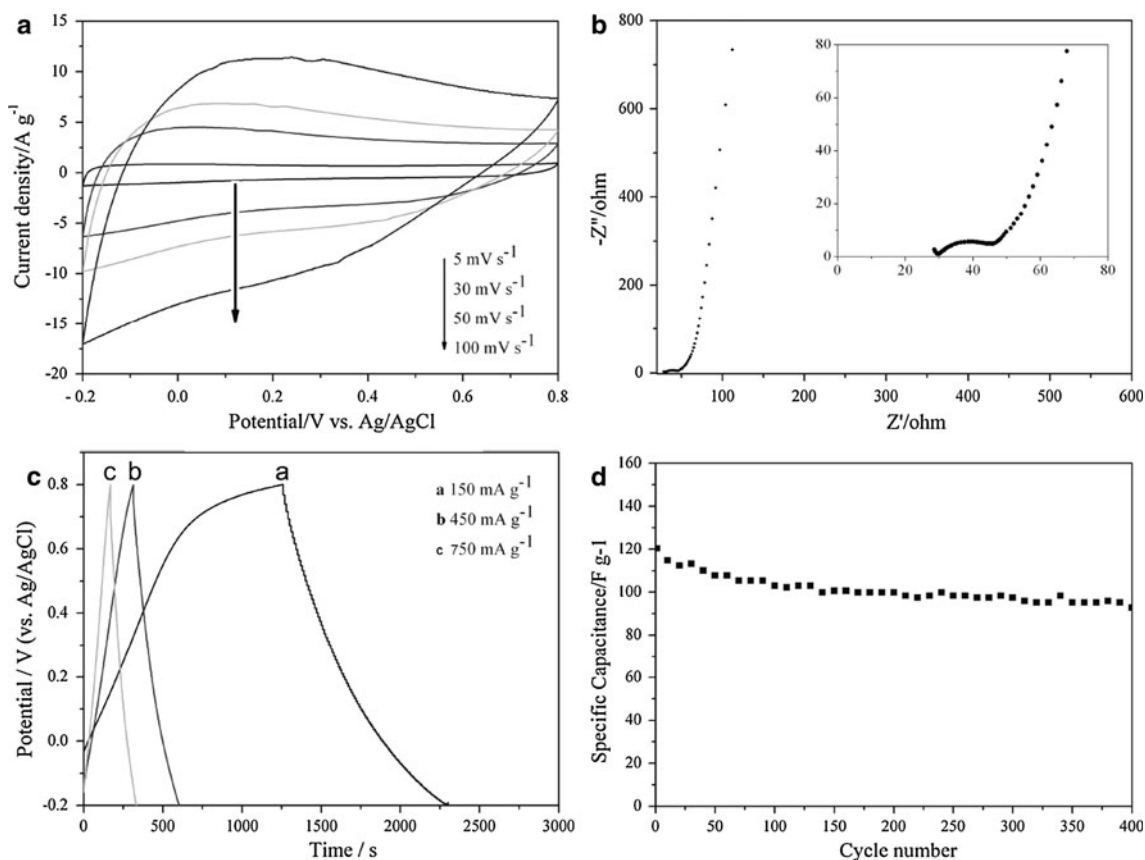 a
15
10
5
0
-5
-10
-15
-20
-0.2 0.0 0.2 0.4 0.6 0.8
Current density/A g-1
Potential/V vs. Ag/AgCl
5 mV s-1
30 mV s-1
50 mV s-1
100 mV s-1
b
800
600
400
200
0
100 200 300 400 500 600
-Z"/ohm
Z'/ohm
80
60
40
20
0
0 20 40 60 80
c
c b a
0.8
0.6
0.4
0.2
0.0
-0.2
0 500 1000 1500 2000 2500 3000
Potential / V (vs. Ag/AgCl)
Time / s
a 150 mA g-1
b 450 mA g-1
c 750 mA g-1
d
160
140
120
100
80
60
40
20
0
0 50 100 150 200 250 300 350 400
Specific Capacitance/F g-1
Cycle number